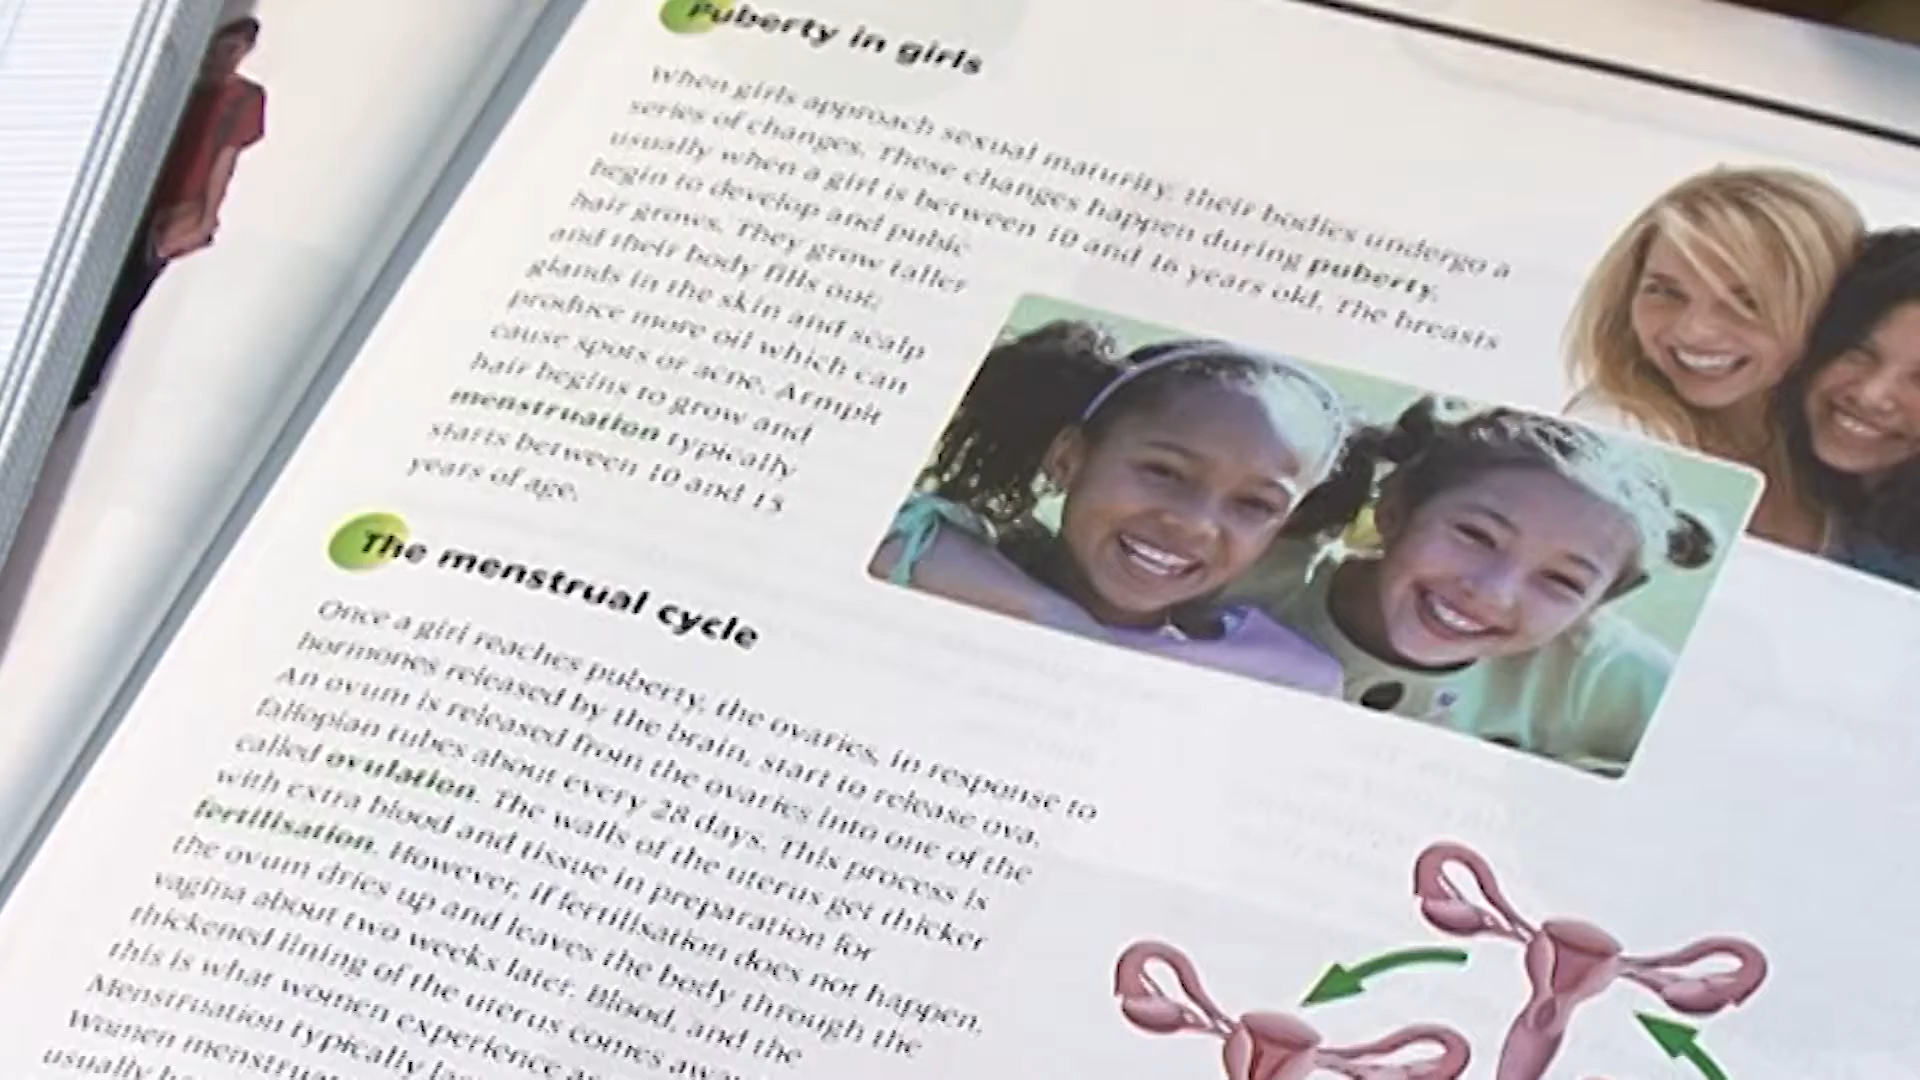 Puberty in girls
When girls approach sexual maturity, their bodies undergo a
series of changes. These changes happen during puberty,
usually when a girl is between 10 and 16 years old. The breasts
begin to develop and pubic
hair grows. They grow taller
and their body fills out;
glands in the skin and scalp
produce more oil which can
cause spots or acne. Armpit
hair begins to grow and
menstruation typically
starts between 10 and 15
years of age.
The menstrual cycle
Once a girl reaches puberty, the ovaries, in response to
hormones released by the brain, start to release ova.
An ovum is released from the ovaries into one of the
fallopian tubes about every 28 days. This process is
called ovulation. The walls of the uterus get thicker
with extra blood and tissue in preparation for
fertilisation. However, if fertilisation does not happen,
the ovum dries up and leaves the body through the
vagina about two weeks later. Blood, and the
thickened lining of the uterus comes
this is what women experience
Menstruation typically
Women
usually